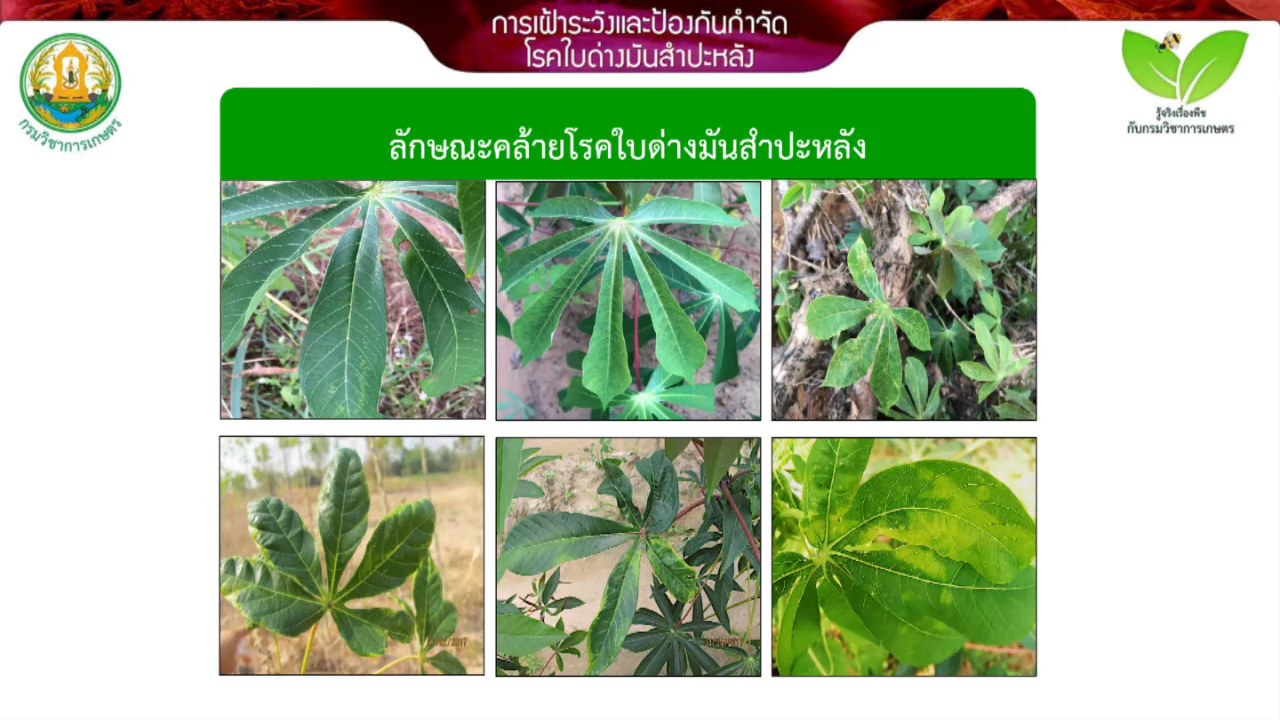 การเฝ้าระวังและป้องกันกำจัด
โรคใบด่างมันสำปะหลัง
กรมวิชาการเกษตร
รู้จริงเรื่องพืช
กับกรมวิชาการเกษตร
ลักษณะคล้ายโรคใบด่างมันสำปะหลัง